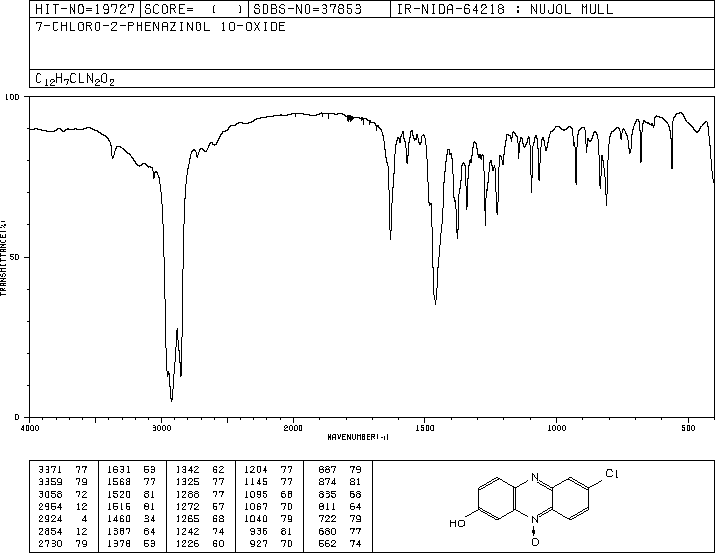 HIT-NO=19727 SCORE= ( ) SDBS-NO=37853 IR-NIDA-64218 : NUJOL MULL
7-CHLORO-2-PHENAZINOL 10-OXIDE
C12H7CLN2O2
100
50
0
TRANSMITTANCE(%)
4000 3000 2000 1500 1000 500
WAVENUMBER(-1)
3371 77 1631 53 1342 62 1204 77 887 79
3359 79 1568 77 1325 77 1145 77 874 81
3058 72 1520 81 1288 77 1095 68 835 68
2954 12 1515 81 1272 57 1067 70 811 64
2924 4 1460 34 1265 68 1040 79 722 79
2854 12 1387 64 1242 74 936 81 680 77
2730 79 1378 53 1226 60 927 70 562 74
N Cl
HO N
O